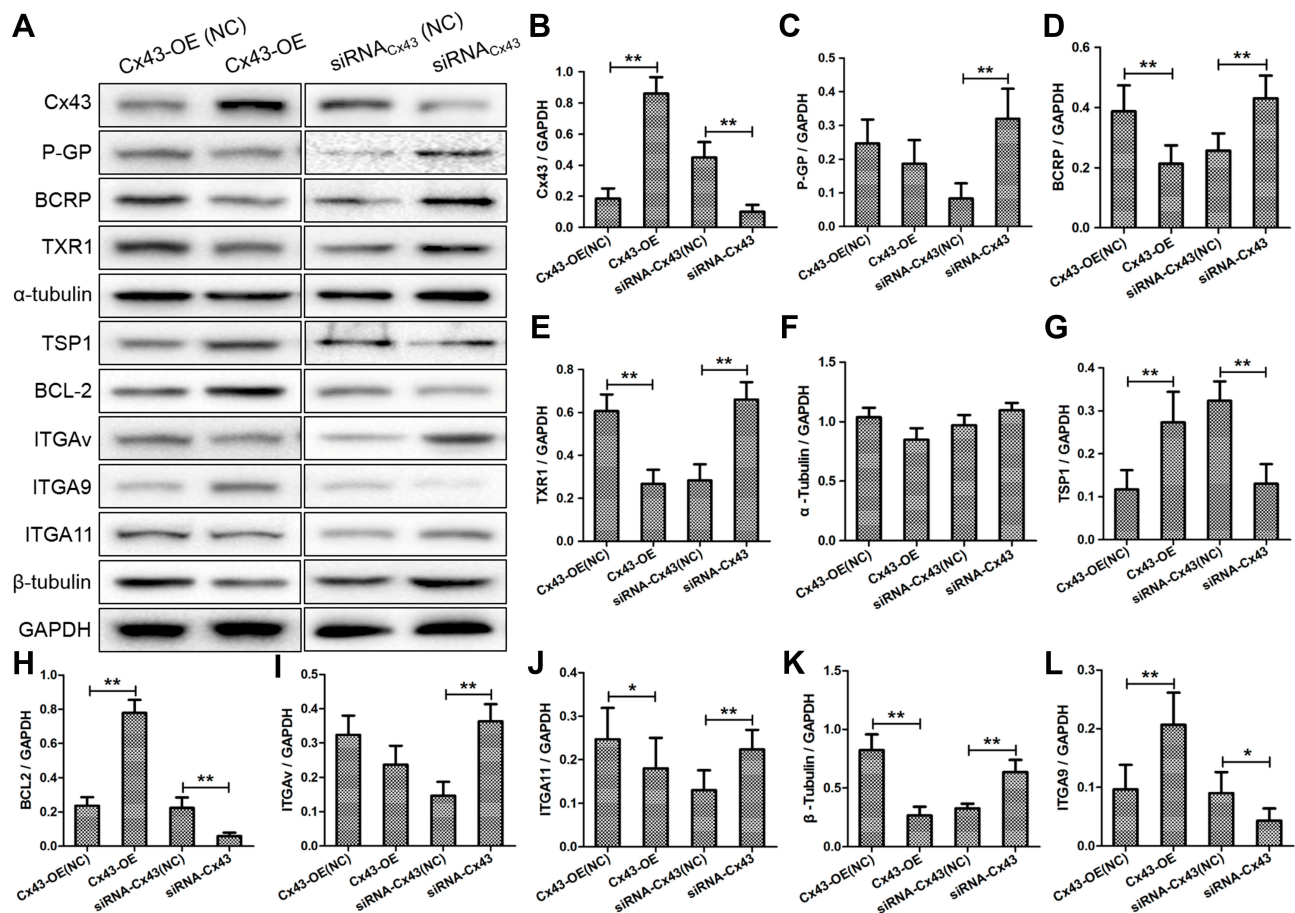 A
Cx43-OE (NC)
Cx43-OE
siRNACx43 (NC)
siRNACx43
Cx43
P-GP
BCRP
TXR1
α-tubulin
TSP1
BCL-2
ITGAv
ITGA9
ITGA11
β-tubulin
GAPDH
B
Cx43 / GAPDH
1.0
0.8
0.6
0.4
0.2
0.0
**
**
Cx43-OE(NC)
Cx43-OE
siRNA-Cx43(NC)
siRNA-Cx43
C
P-GP / GAPDH
0.5
0.4
0.3
0.2
0.1
0.0
**
Cx43-OE(NC)
Cx43-OE
siRNA-Cx43(NC)
siRNA-Cx43
D
BCRP / GAPDH
0.6
0.4
0.2
0.0
**
**
Cx43-OE(NC)
Cx43-OE
siRNA-Cx43(NC)
siRNA-Cx43
E
TXR1 / GAPDH
0.8
0.6
0.4
0.2
0.0
**
**
Cx43-OE(NC)
Cx43-OE
siRNA-Cx43(NC)
siRNA-Cx43
F
α -Tubulin / GAPDH
1.5
1.0
0.5
0.0
Cx43-OE(NC)
Cx43-OE
siRNA-Cx43(NC)
siRNA-Cx43
G
TSP1 / GAPDH
0.4
0.3
0.2
0.1
0.0
**
**
Cx43-OE(NC)
Cx43-OE
siRNA-Cx43(NC)
siRNA-Cx43
H
BCL2 / GAPDH
1.0
0.8
0.6
0.4
0.2
0.0
**
**
Cx43-OE(NC)
Cx43-OE
siRNA-Cx43(NC)
siRNA-Cx43
I
ITGAv / GAPDH
0.5
0.4
0.3
0.2
0.1
0.0
**
Cx43-OE(NC)
Cx43-OE
siRNA-Cx43(NC)
siRNA-Cx43
J
ITGA11 / GAPDH
0.4
0.3
0.2
0.1
0.0
*
**
Cx43-OE(NC)
Cx43-OE
siRNA-Cx43(NC)
siRNA-Cx43
K
β -Tubulin / GAPDH
1.5
1.0
0.5
0.0
**
**
Cx43-OE(NC)
Cx43-OE
siRNA-Cx43(NC)
siRNA-Cx43
L
ITGA9 / GAPDH
0.3
0.2
0.1
0.0
**
*
Cx43-OE(NC)
Cx43-OE
siRNA-Cx43(NC)
siRNA-Cx43